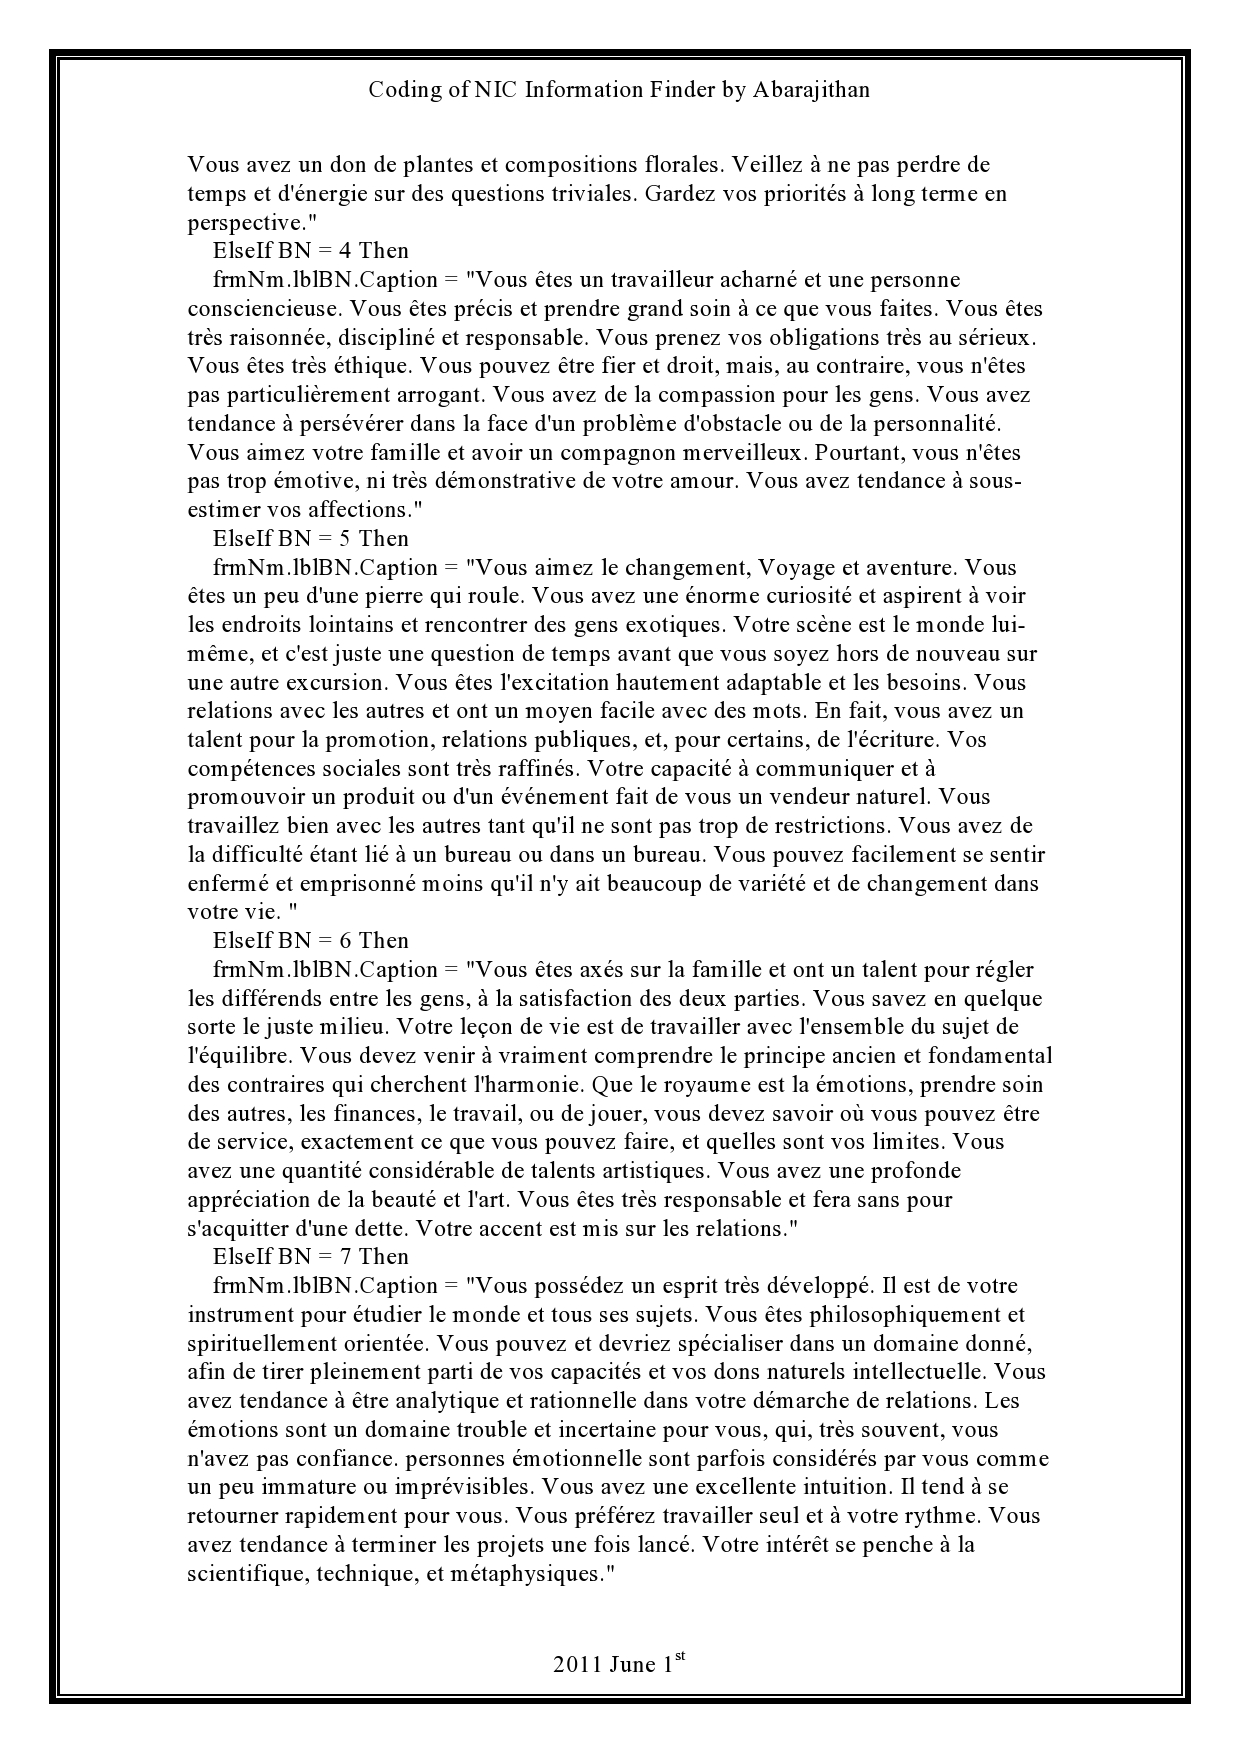 Coding of NIC Information Finder by Abarajithan
Vous avez un don de plantes et compositions florales. Veillez à ne pas perdre de
temps et d'énergie sur des questions triviales. Gardez vos priorités à long terme en
perspective."
ElseIf BN = 4 Then
frmNm.lblBN.Caption = "Vous êtes un travailleur acharné et une personne
consciencieuse. Vous êtes précis et prendre grand soin à ce que vous faites. Vous êtes
très raisonnée, discipliné et responsable. Vous prenez vos obligations très au sérieux.
Vous êtes très éthique. Vous pouvez être fier et droit, mais, au contraire, vous n'êtes
pas particulièrement arrogant. Vous avez de la compassion pour les gens. Vous avez
tendance à persévérer dans la face d'un problème d'obstacle ou de la personnalité.
Vous aimez votre famille et avoir un compagnon merveilleux. Pourtant, vous n'êtes
pas trop émotive, ni très démonstrative de votre amour. Vous avez tendance à sous-
estimer vos affections."
ElseIf BN = 5 Then
frmNm.lblBN.Caption = "Vous aimez le changement, Voyage et aventure. Vous
êtes un peu d'une pierre qui roule. Vous avez une énorme curiosité et aspirent à voir
les endroits lointains et rencontrer des gens exotiques. Votre scène est le monde lui-
même, et c'est juste une question de temps avant que vous soyez hors de nouveau sur
une autre excursion. Vous êtes l'excitation hautement adaptable et les besoins. Vous
relations avec les autres et ont un moyen facile avec des mots. En fait, vous avez un
talent pour la promotion, relations publiques, et, pour certains, de l'écriture. Vos
compétences sociales sont très raffinés. Votre capacité à communiquer et à
promouvoir un produit ou d'un événement fait de vous un vendeur naturel. Vous
travaillez bien avec les autres tant qu'il ne sont pas trop de restrictions. Vous avez de
la difficulté étant lié à un bureau ou dans un bureau. Vous pouvez facilement se sentir
enfermé et emprisonné moins qu'il n'y ait beaucoup de variété et de changement dans
votre vie. "
ElseIf BN = 6 Then
frmNm.lblBN.Caption = "Vous êtes axés sur la famille et ont un talent pour régler
les différends entre les gens, à la satisfaction des deux parties. Vous savez en quelque
sorte le juste milieu. Votre leçon de vie est de travailler avec l'ensemble du sujet de
l'équilibre. Vous devez venir à vraiment comprendre le principe ancien et fondamental
des contraires qui cherchent l'harmonie. Que le royaume est la émotions, prendre soin
des autres, les finances, le travail, ou de jouer, vous devez savoir où vous pouvez être
de service, exactement ce que vous pouvez faire, et quelles sont vos limites. Vous
avez une quantité considérable de talents artistiques. Vous avez une profonde
appréciation de la beauté et l'art. Vous êtes très responsable et fera sans pour
s'acquitter d'une dette. Votre accent est mis sur les relations."
ElseIf BN = 7 Then
frmNm.lblBN.Caption = "Vous possédez un esprit très développé. Il est de votre
instrument pour étudier le monde et tous ses sujets. Vous êtes philosophiquement et
spirituellement orientée. Vous pouvez et devriez spécialiser dans un domaine donné,
afin de tirer pleinement parti de vos capacités et vos dons naturels intellectuelle. Vous
avez tendance à être analytique et rationnelle dans votre démarche de relations. Les
émotions sont un domaine trouble et incertaine pour vous, qui, très souvent, vous
n'avez pas confiance. personnes émotionnelle sont parfois considérés par vous comme
un peu immature ou imprévisibles. Vous avez une excellente intuition. Il tend à se
retourner rapidement pour vous. Vous préférez travailler seul et à votre rythme. Vous
avez tendance à terminer les projets une fois lancé. Votre intérêt se penche à la
scientifique, technique, et métaphysiques."
2011 June 1st